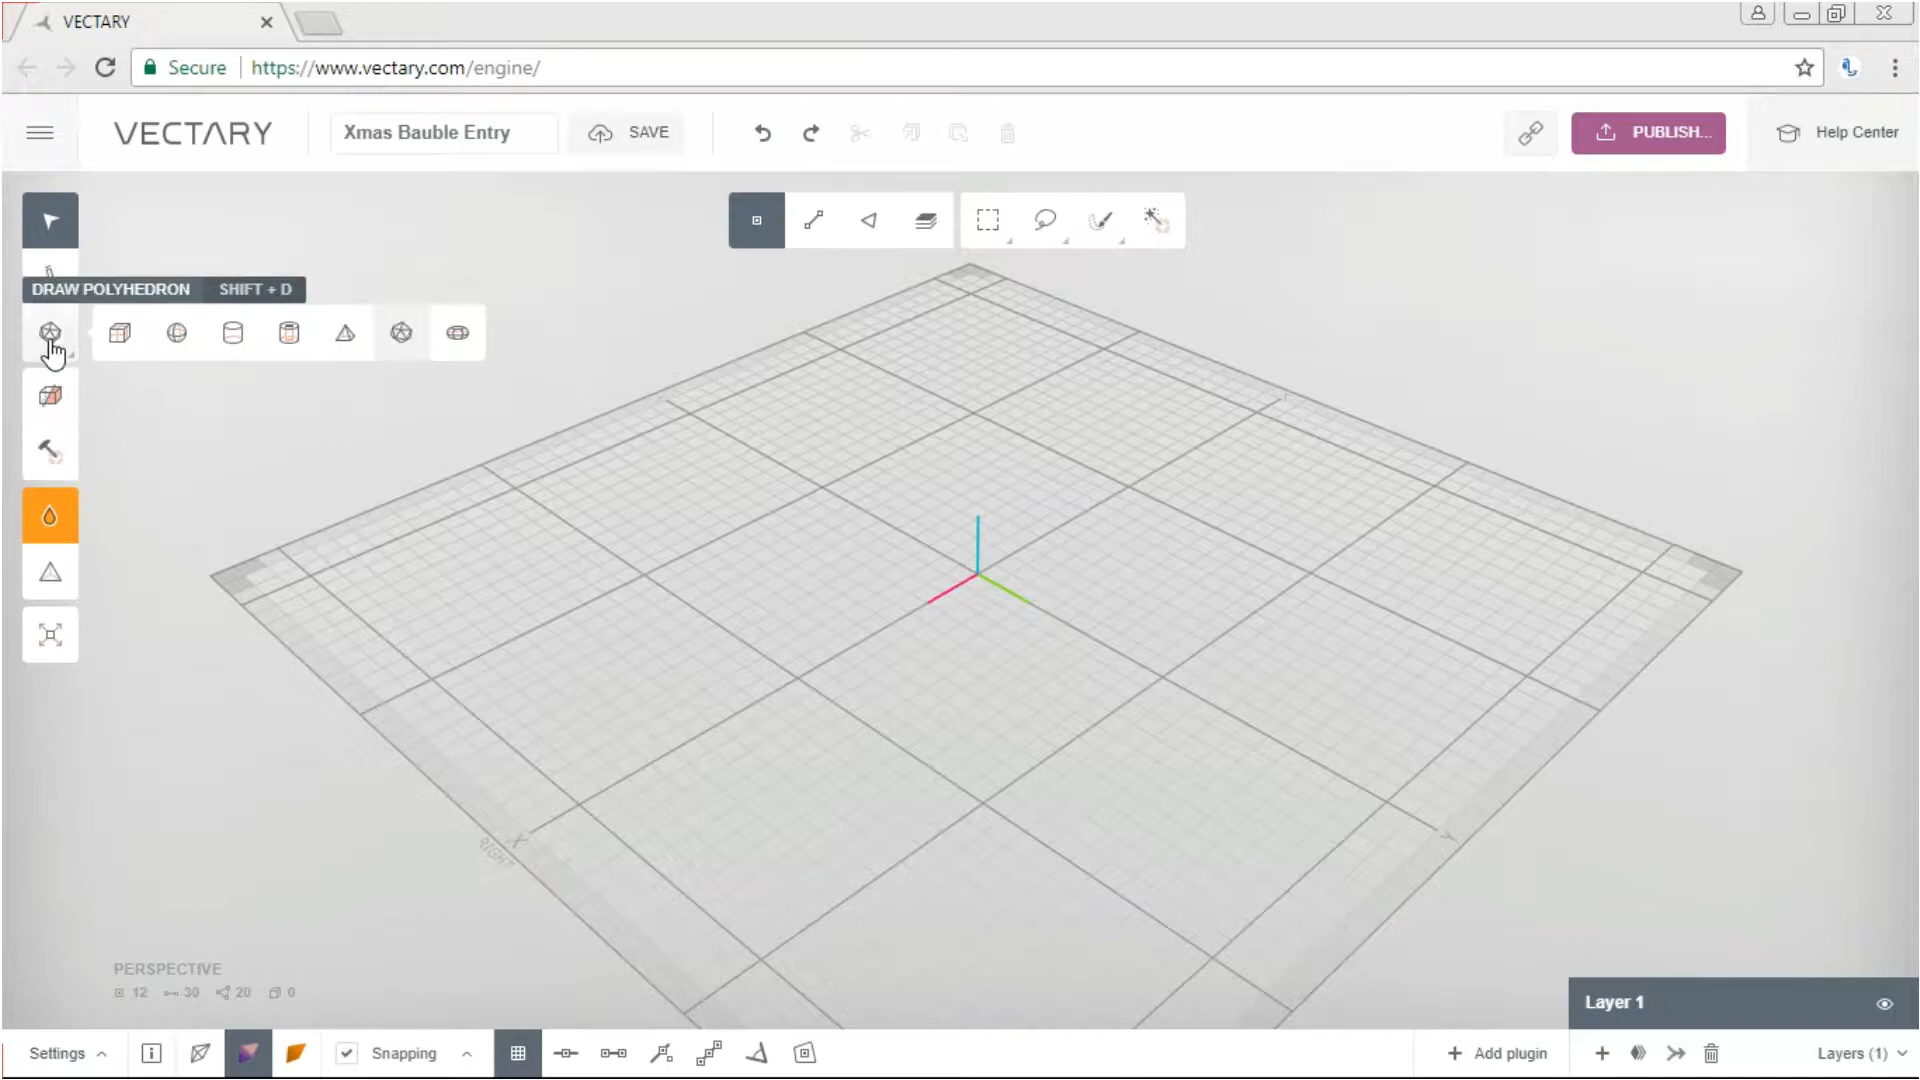 VECTARY
Secure https://www.vectary.com/engine/
VECTARY
Xmas Bauble Entry
SAVE
PUBLISH...
Help Center
DRAW POLYHEDRON SHIFT + D
X
RIGHT
PERSPECTIVE
12 30 20 0
Layer 1
Settings
Snapping
Add plugin
Layers (1)